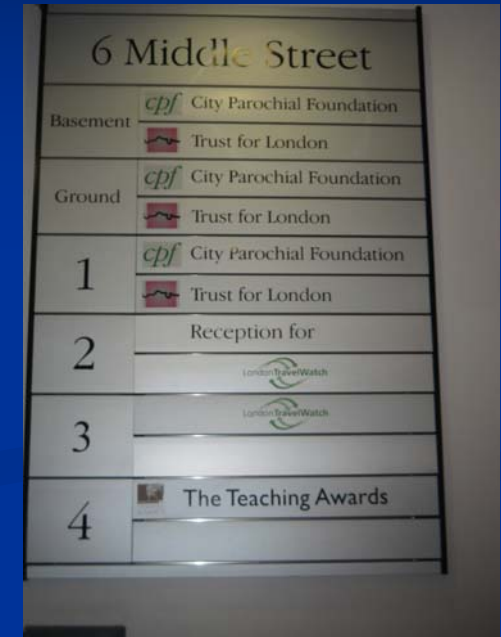 6 Middle Street
Basement
cpf City Parochial Foundation
Trust for London
Ground
cpf City Parochial Foundation
Trust for London
1
cpf City Parochial Foundation
Trust for London
2
Reception for
LondonTravelWatch
3
LondonTravelWatch
4
The Teaching Awards